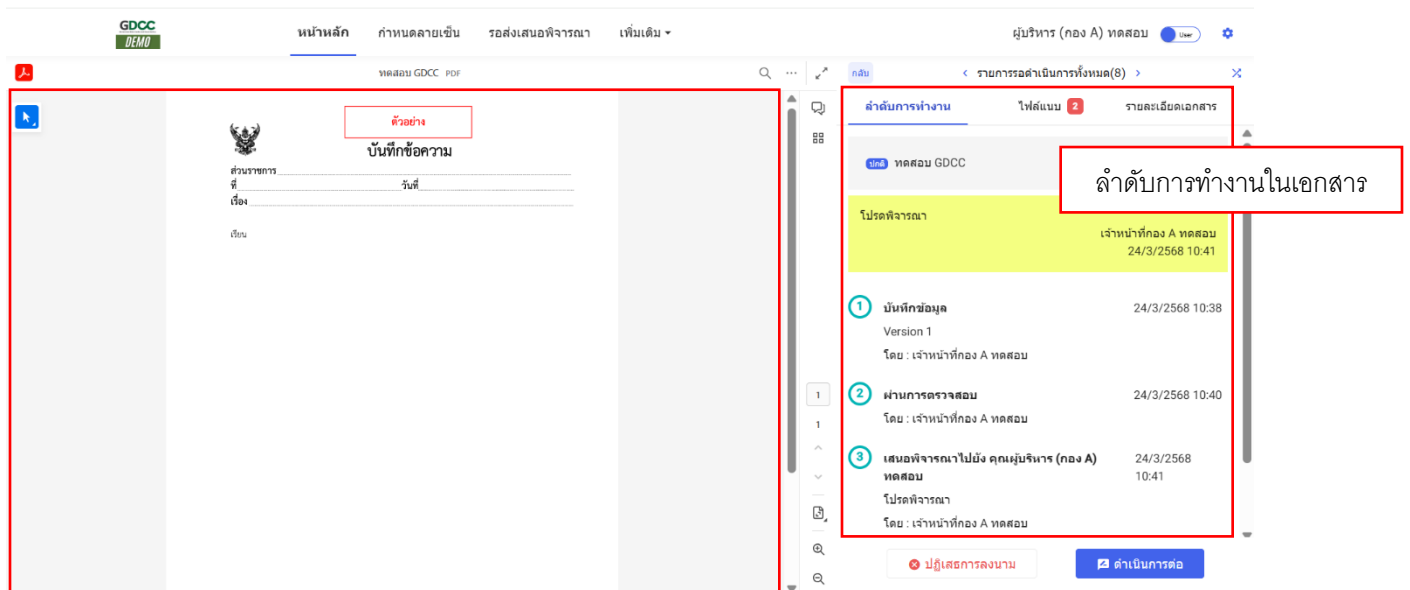 GDCC
DEMO
หน้าหลัก
กำหนดลายเซ็น
รอส่งเสนอพิจารณา
เพิ่มเติม
ผู้บริหาร (กอง A) ทดสอบ
User
ทดสอบ GDCC PDF
ตัวอย่าง
บันทึกข้อความ
ส่วนราชการ
ที่ วันที่
เรื่อง
เรียน
1
1
กลับ
รายการรอดำเนินการทั้งหมด(8)
ลำดับการทำงาน
ไฟล์แนบ 2
รายละเอียดเอกสาร
ปกติ ทดสอบ GDCC
ลำดับการทำงานในเอกสาร
โปรดพิจารณา
เจ้าหน้าที่กอง A ทดสอบ
24/3/2568 10:41
1 บันทึกข้อมูล 24/3/2568 10:38
Version 1
โดย : เจ้าหน้าที่กอง A ทดสอบ
2 ผ่านการตรวจสอบ 24/3/2568 10:40
โดย : เจ้าหน้าที่กอง A ทดสอบ
3 เสนอพิจารณาไปยัง คุณผู้บริหาร (กอง A) 24/3/2568
ทดสอบ 10:41
โปรดพิจารณา
โดย : เจ้าหน้าที่กอง A ทดสอบ
ปฏิเสธการลงนาม
ดำเนินการต่อ